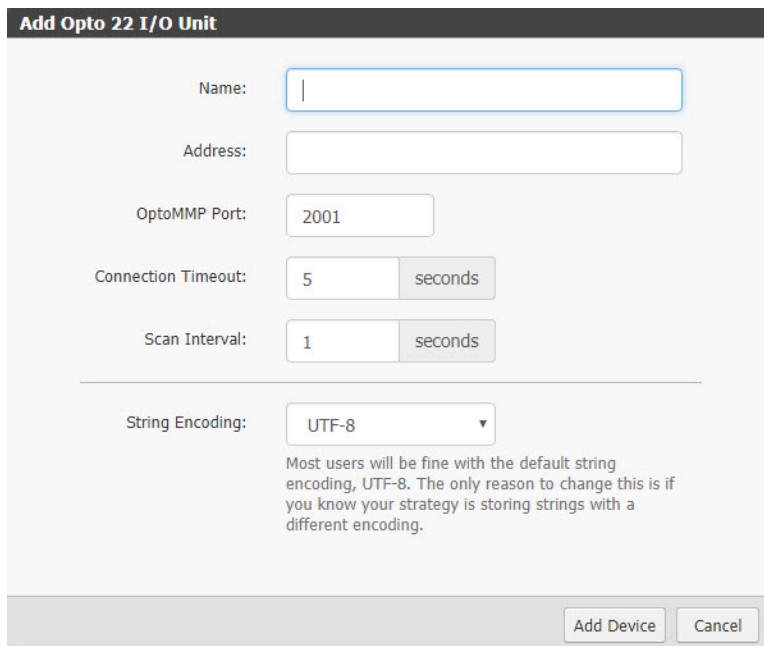 Add Opto 22 I/O Unit
Name:
Address:
OptoMMP Port: 2001
Connection Timeout: 5 seconds
Scan Interval: 1 seconds
String Encoding: UTF-8
Most users will be fine with the default string
encoding, UTF-8. The only reason to change this is if
you know your strategy is storing strings with a
different encoding.
Add Device Cancel